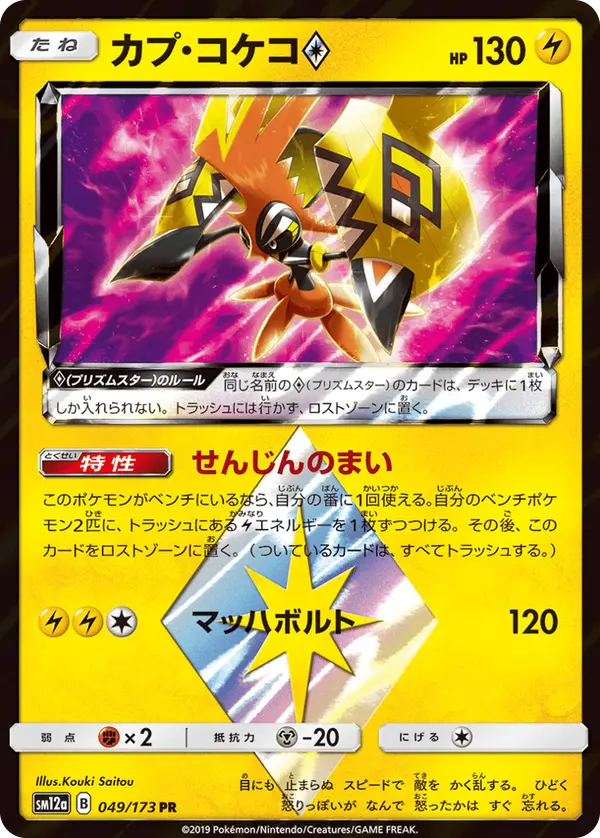 たね カプ・コケコ◇ HP 130
◇(プリズムスター)のルール 同じ名前の◇(プリズムスター)のカードは、デッキに1枚
しか入れられない。トラッシュには行かず、ロストゾーンに置く。
特性 せんじんのまい
このポケモンがベンチにいるなら、自分の番に1回使える。自分のベンチポケ
モン2匹に、トラッシュにあるエネルギーを1枚ずつつける。その後、この
カードをロストゾーンに置く。(ついているカードは、すべてトラッシュする。)
マッハボルト 120
弱点 ×2 抵抗力 -20 にげる
Illus.Kouki Saitou
目にも 止まらぬ スピードで 敵を かく乱する。 ひどく
怒りっぽいが なんで 怒ったか すぐ 忘れる。
sm12a B 049/173 PR
©2019 Pokémon/Nintendo/Creatures/GAME FREAK.